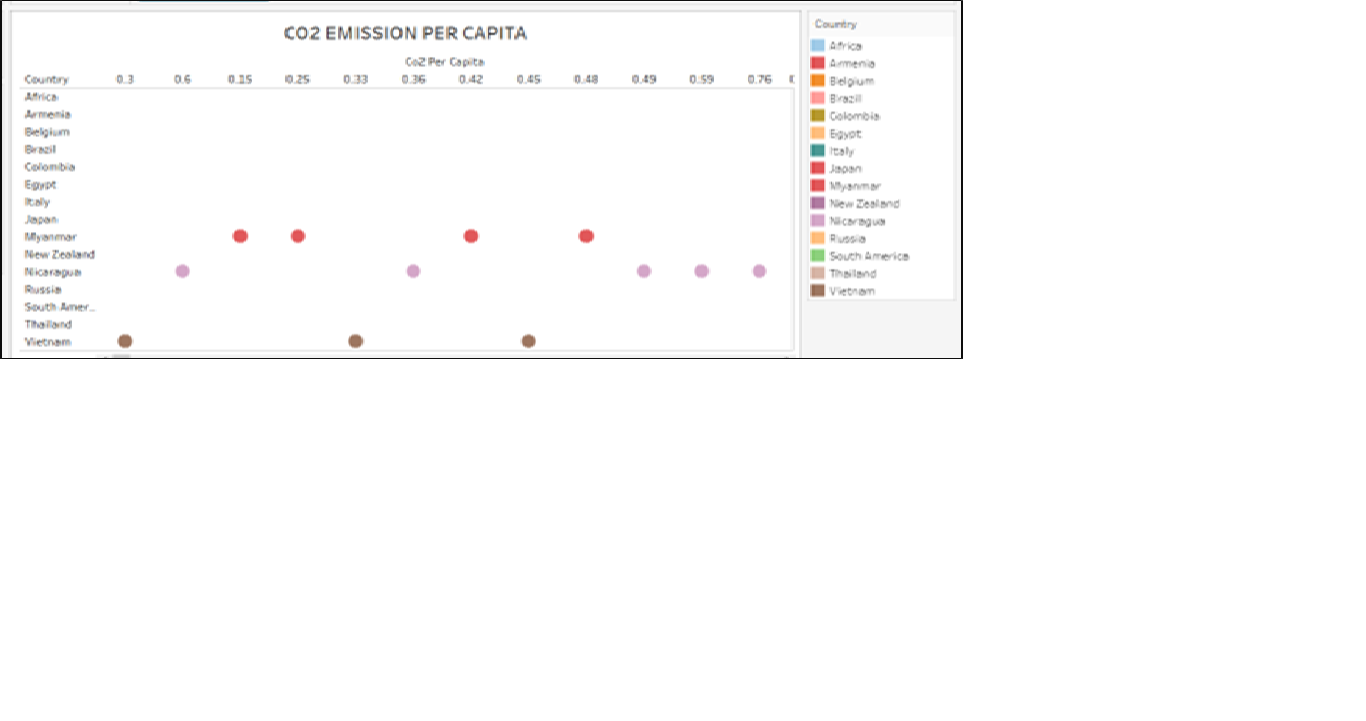 CO2 EMISSION PER CAPITA
Co2 Per Capita
Country 0.3 0.6 0.15 0.25 0.33 0.36 0.42 0.45 0.48 0.49 0.59 0.76
Africa
Armenia
Belgium
Brazil
Colombia
Egypt
Italy
Japan
Myanmar
New Zealand
Nicaragua
Russia
South Amer...
Thailand
Vietnam
Country
Africa
Armenia
Belgium
Brazil
Colombia
Egypt
Italy
Japan
Myanmar
New Zealand
Nicaragua
Russia
South America
Thailand
Vietnam